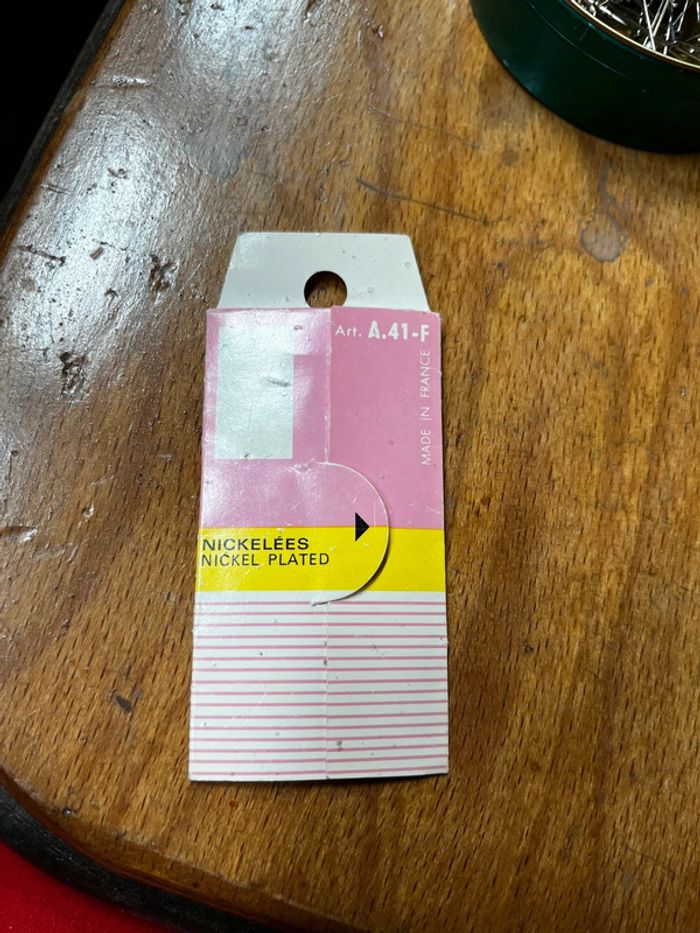 Art. A.41-F
MADE IN FRANCE
NICKELÉES
NICKEL PLATED